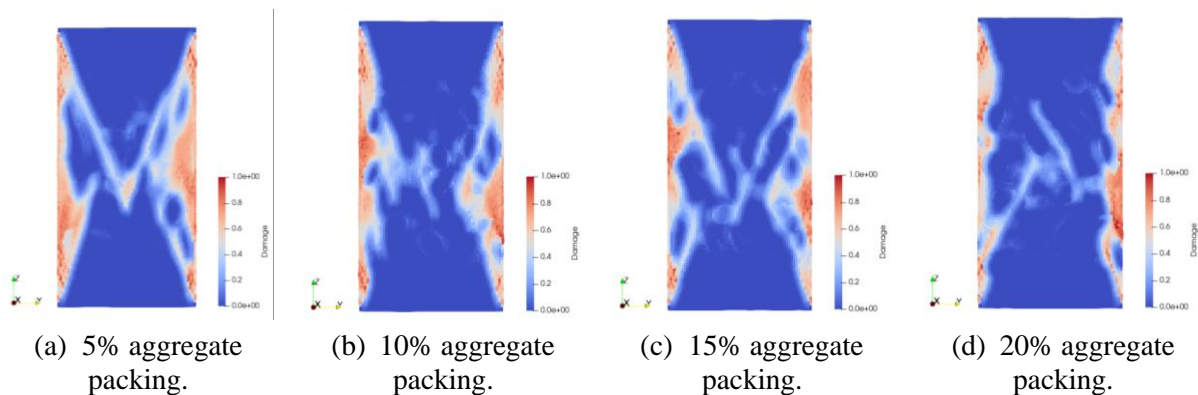 1.0e+00
0.8
0.6
0.4
0.2
0.0e+00
Damage
Z
X
Y
1.0e+00
0.8
0.6
0.4
0.2
0.0e+00
Damage
Z
X
Y
1.0e+00
0.8
0.6
0.4
0.2
0.0e+00
Damage
Z
X
Y
1.0e+00
0.8
0.6
0.4
0.2
0.0e+00
Damage
Z
X
Y
(a) 5% aggregate
packing.
(b) 10% aggregate
packing.
(c) 15% aggregate
packing.
(d) 20% aggregate
packing.